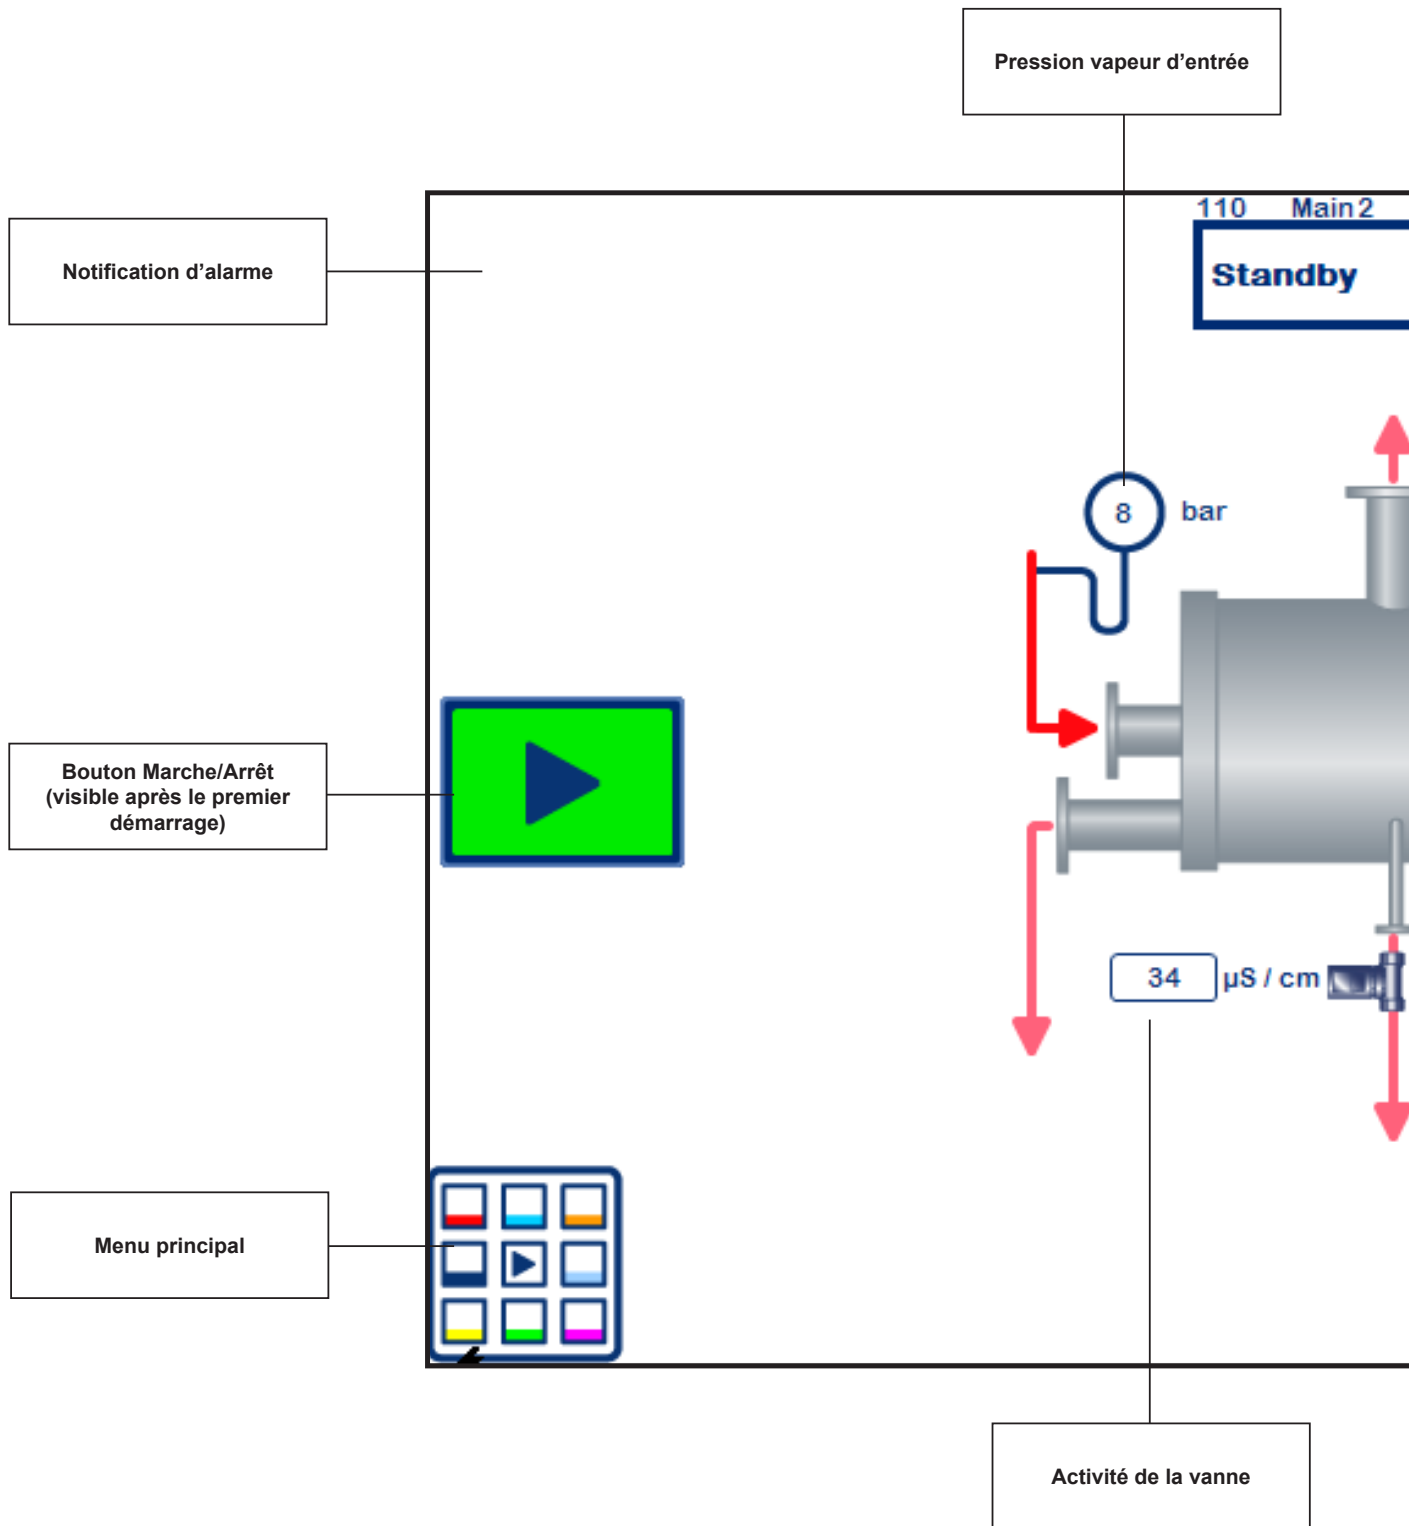 Pression vapeur d’entrée
110 Main 2
Notification d’alarme
Standby
8 bar
Bouton Marche/Arrêt
(visible après le premier
démarrage)
34 µS / cm
Menu principal
Activité de la vanne